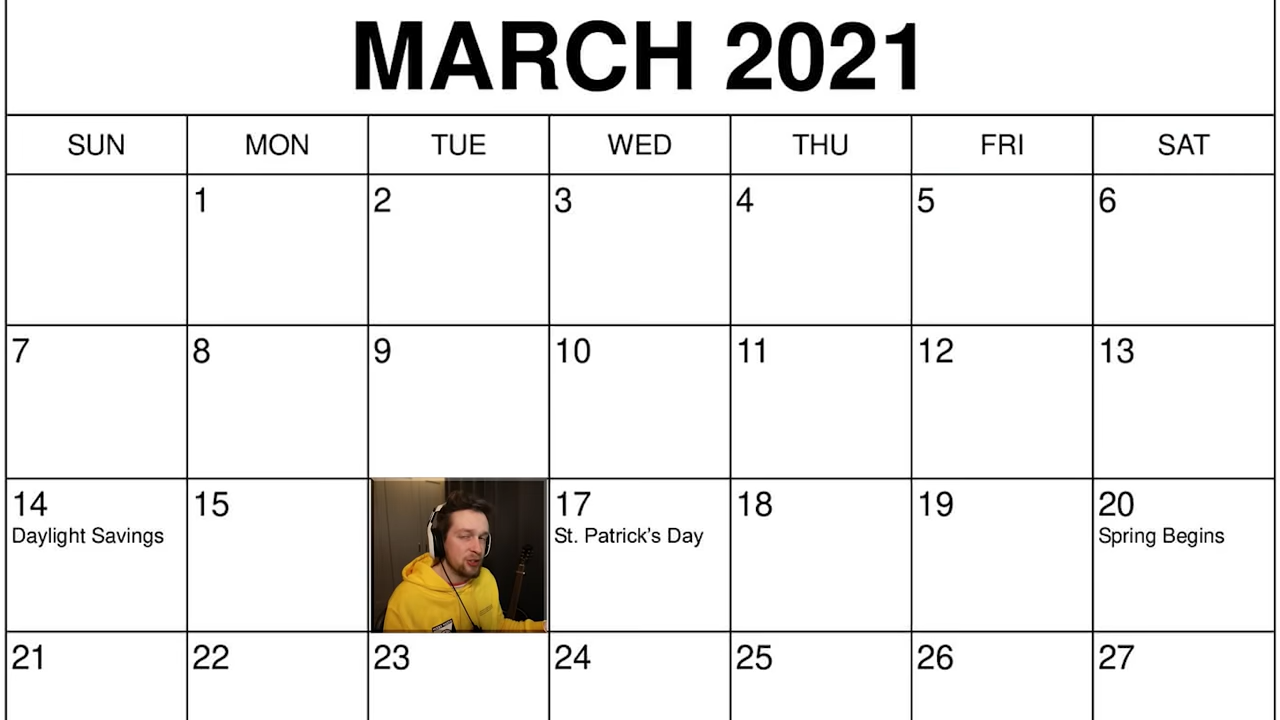 MARCH 2021
SUN MON TUE WED THU FRI SAT
1 2 3 4 5 6
7 8 9 10 11 12 13
14 15 17 18 19 20
Daylight Savings St. Patrick's Day Spring Begins
21 22 23 24 25 26 27